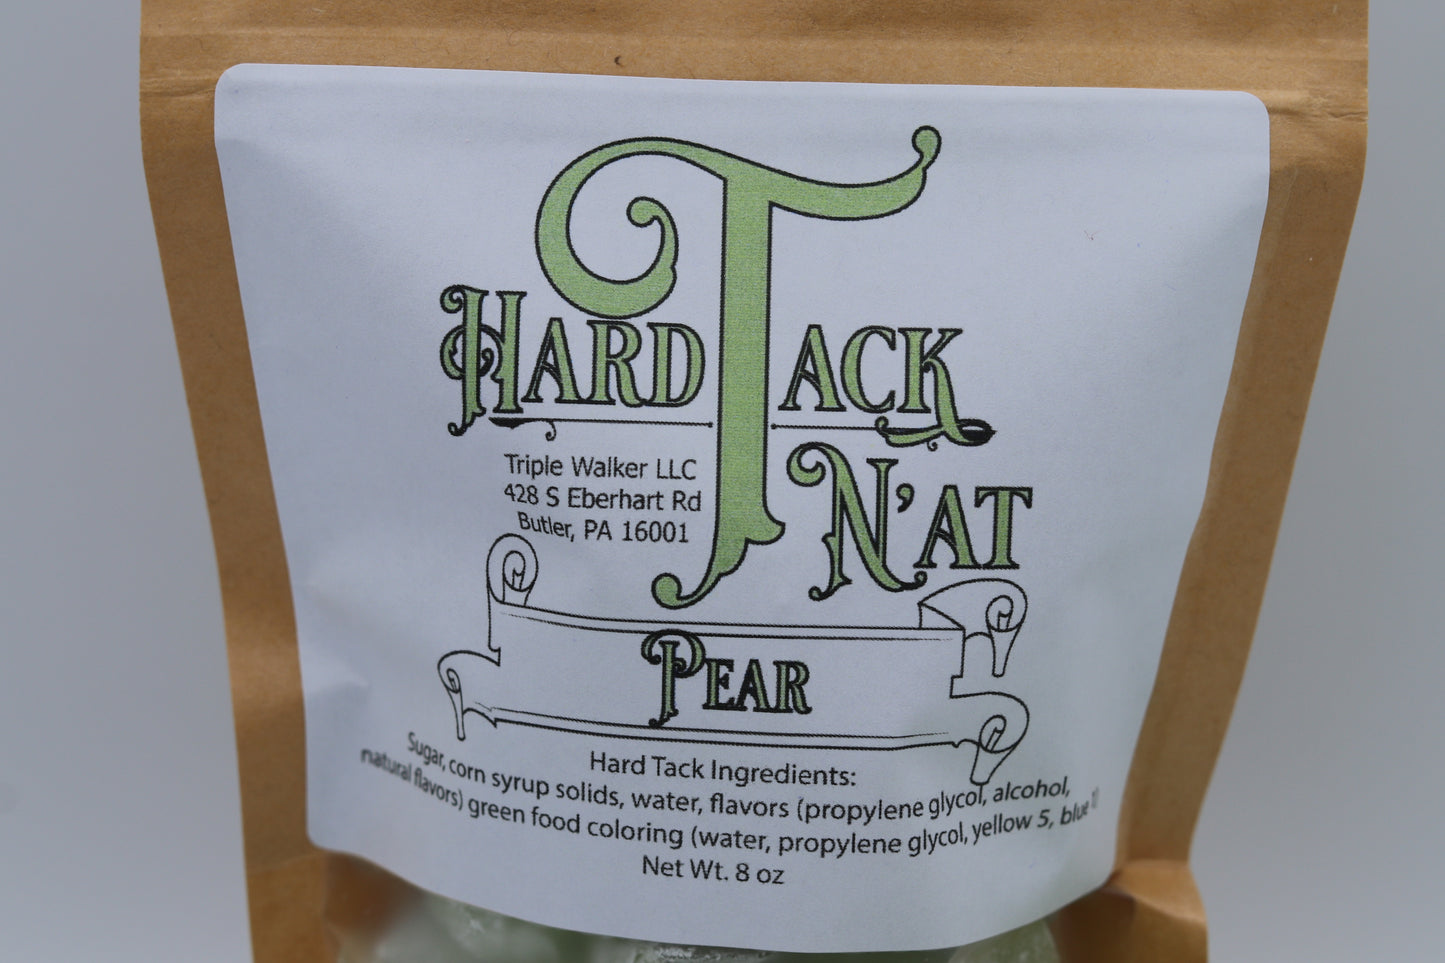 HARD TACK
N'AT
Triple Walker LLC
428 S Eberhart Rd
Butler, PA 16001
PEAR
Hard Tack Ingredients:
Sugar, corn syrup solids, water, flavors (propylene glycol, alcohol,
natural flavors) green food coloring (water, propylene glycol, yellow 5, blue
Net Wt. 8 oz